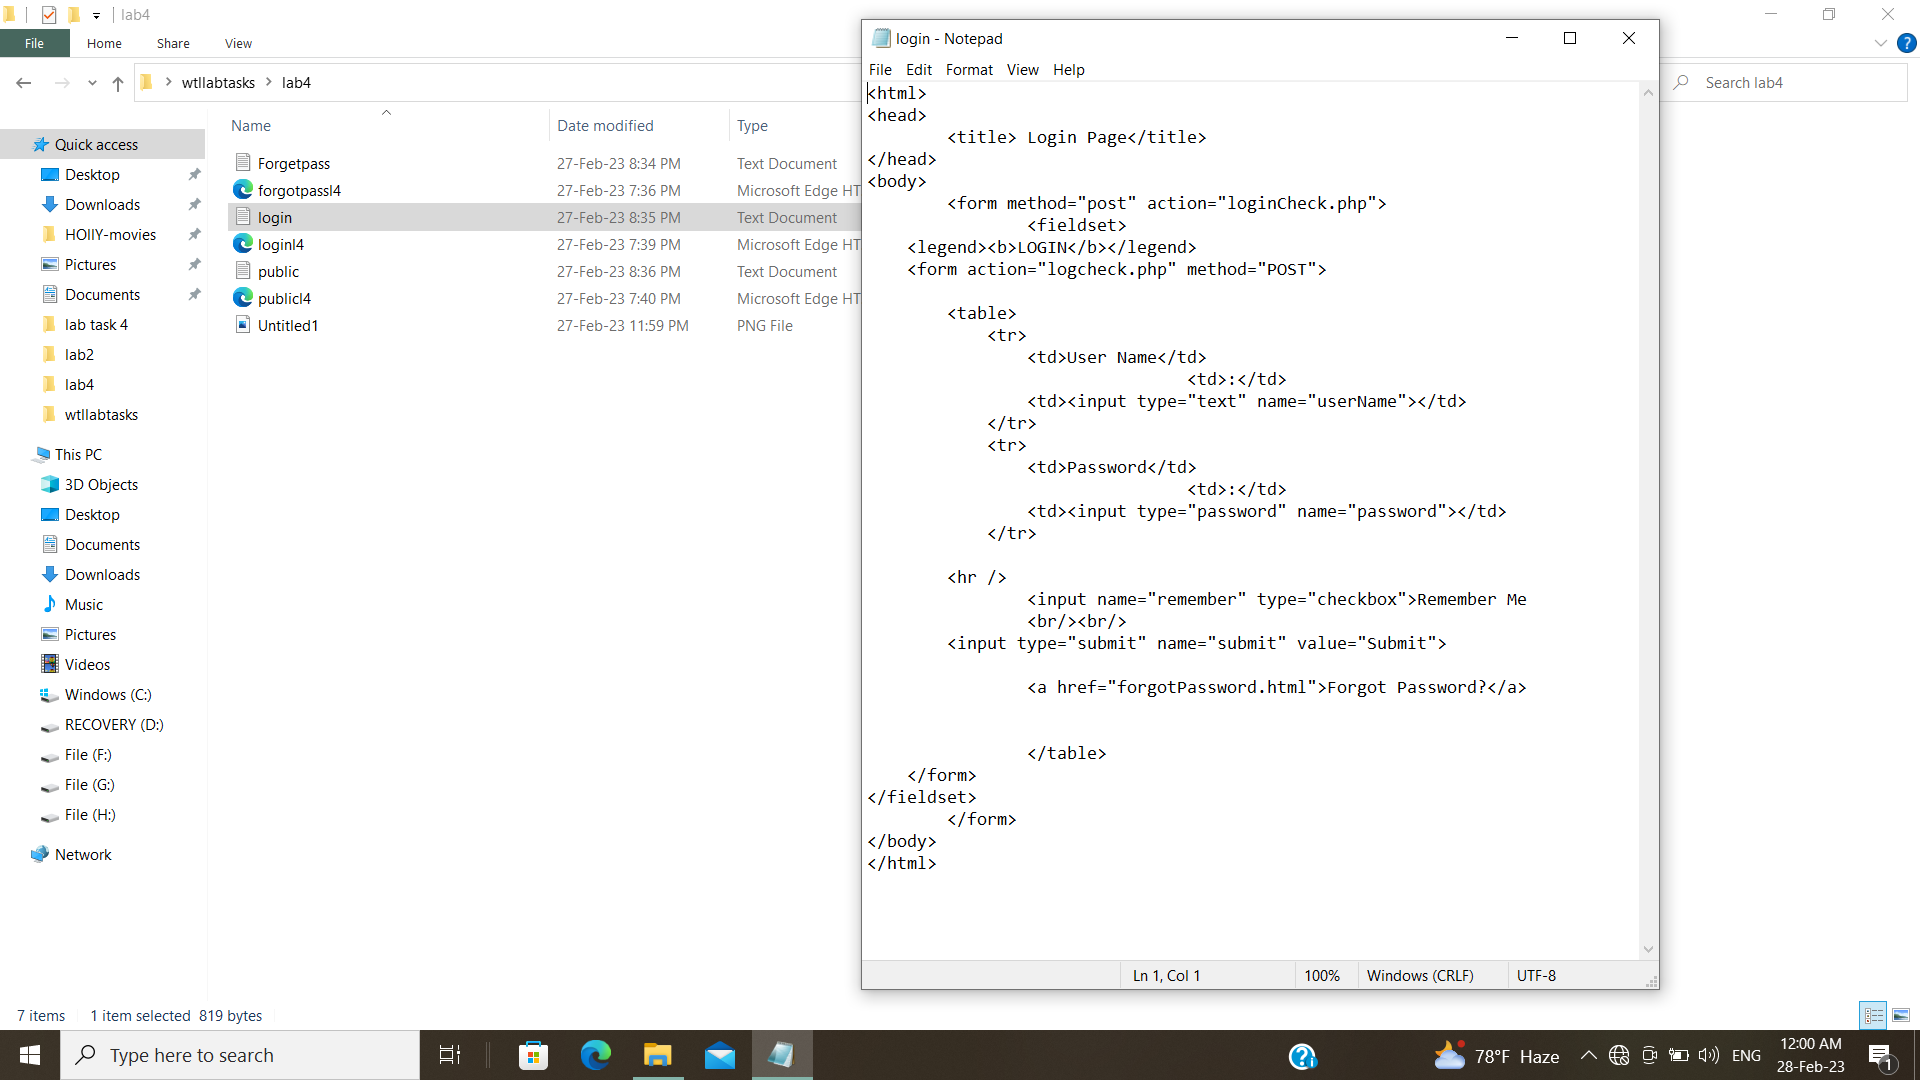 lab4
File Home Share View
wtllabtasks lab4
Search lab4
Name Date modified Type
Quick access
Desktop
Downloads
HOllY-movies
Pictures
Documents
lab task 4
lab2
lab4
wtllabtasks
This PC
3D Objects
Desktop
Documents
Downloads
Music
Pictures
Videos
Windows (C:)
RECOVERY (D:)
File (F:)
File (G:)
File (H:)
Network
Forgetpass 27-Feb-23 8:34 PM Text Document
forgotpassl4 27-Feb-23 7:36 PM Microsoft Edge HT
login 27-Feb-23 8:35 PM Text Document
loginl4 27-Feb-23 7:39 PM Microsoft Edge HT
public 27-Feb-23 8:36 PM Text Document
publicl4 27-Feb-23 7:40 PM Microsoft Edge HT
Untitled1 27-Feb-23 11:59 PM PNG File
login - Notepad
File Edit Format View Help
<html>
<head>
<title> Login Page</title>
</head>
<body>
<form method="post" action="loginCheck.php">
<fieldset>
<legend><b>LOGIN</b></legend>
<form action="logcheck.php" method="POST">
<table>
<tr>
<td>User Name</td>
<td>:</td>
<td><input type="text" name="userName"></td>
</tr>
<tr>
<td>Password</td>
<td>:</td>
<td><input type="password" name="password"></td>
</tr>
<hr />
<input name="remember" type="checkbox">Remember Me
<br/><br/>
<input type="submit" name="submit" value="Submit">
<a href="forgotPassword.html">Forgot Password?</a>
</table>
</form>
</fieldset>
</form>
</body>
</html>
Ln 1, Col 1 100% Windows (CRLF) UTF-8
7 items 1 item selected 819 bytes
Type here to search
78°F Haze
ENG
12:00 AM
28-Feb-23
1